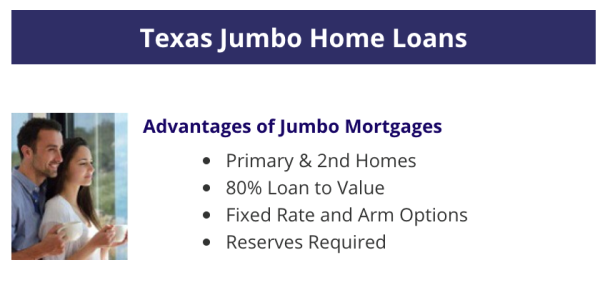 Texas Jumbo Home Loans
Advantages of Jumbo Mortgages
• Primary & 2nd Homes
• 80% Loan to Value
• Fixed Rate and Arm Options
• Reserves Required